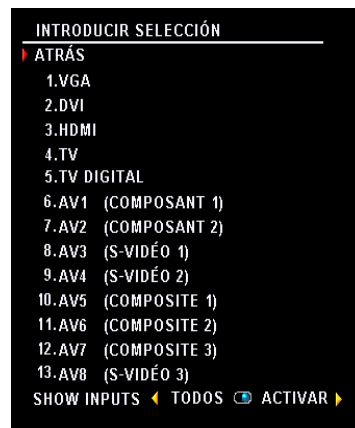 INTRODUCIR SELECCIÓN
ATRÁS
1.VGA
2.DVI
3.HDMI
4.TV
5.TV DIGITAL
6.AV1 (COMPOSANT 1)
7.AV2 (COMPOSANT 2)
8.AV3 (S-VIDÉO 1)
9.AV4 (S-VIDÉO 2)
10.AV5 (COMPOSITE 1)
11.AV6 (COMPOSITE 2)
12.AV7 (COMPOSITE 3)
13.AV8 (S-VIDÉO 3)
SHOW INPUTS TODOS ACTIVAR